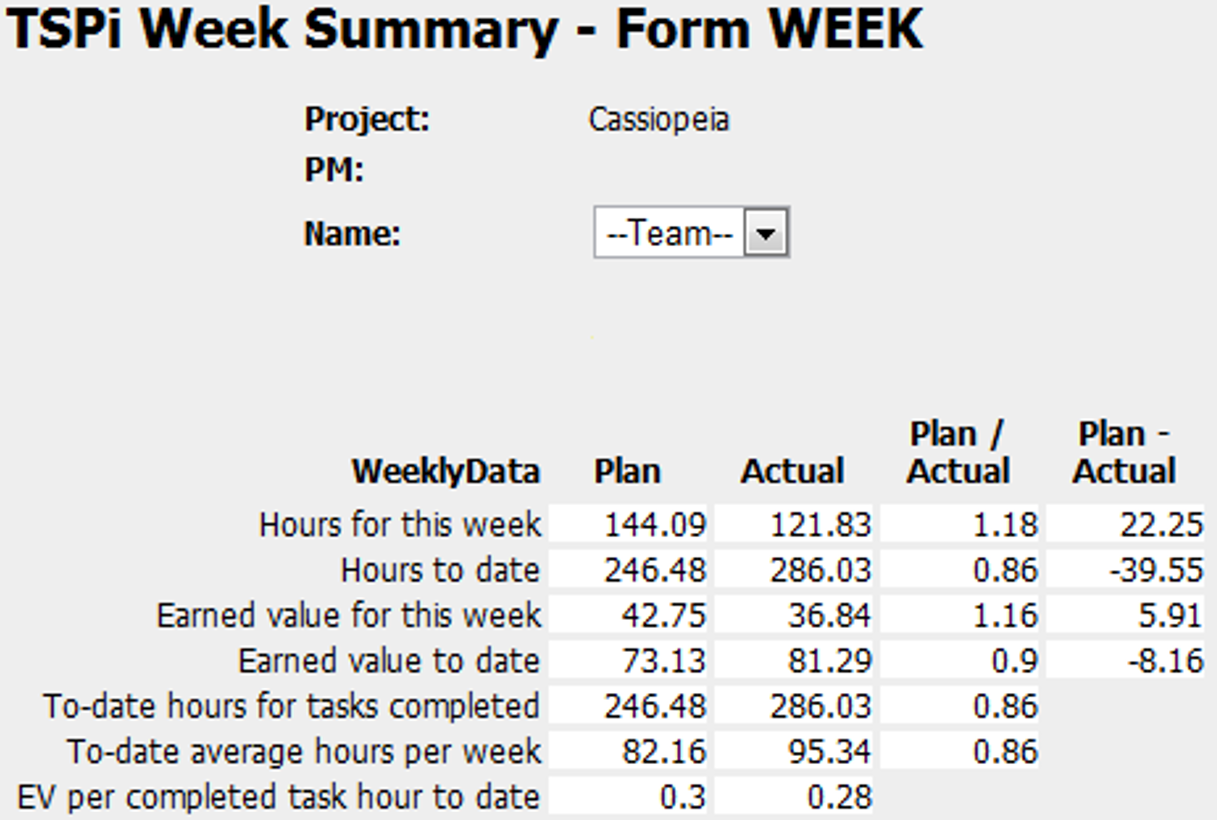 TSPi Week Summary - Form WEEK
Project: Cassiopeia
PM:
Name: --Team--
WeeklyData Plan Actual Plan / Actual Plan - Actual
Hours for this week 144.09 121.83 1.18 22.25
Hours to date 246.48 286.03 0.86 -39.55
Earned value for this week 42.75 36.84 1.16 5.91
Earned value to date 73.13 81.29 0.9 -8.16
To-date hours for tasks completed 246.48 286.03 0.86
To-date average hours per week 82.16 95.34 0.86
EV per completed task hour to date 0.3 0.28